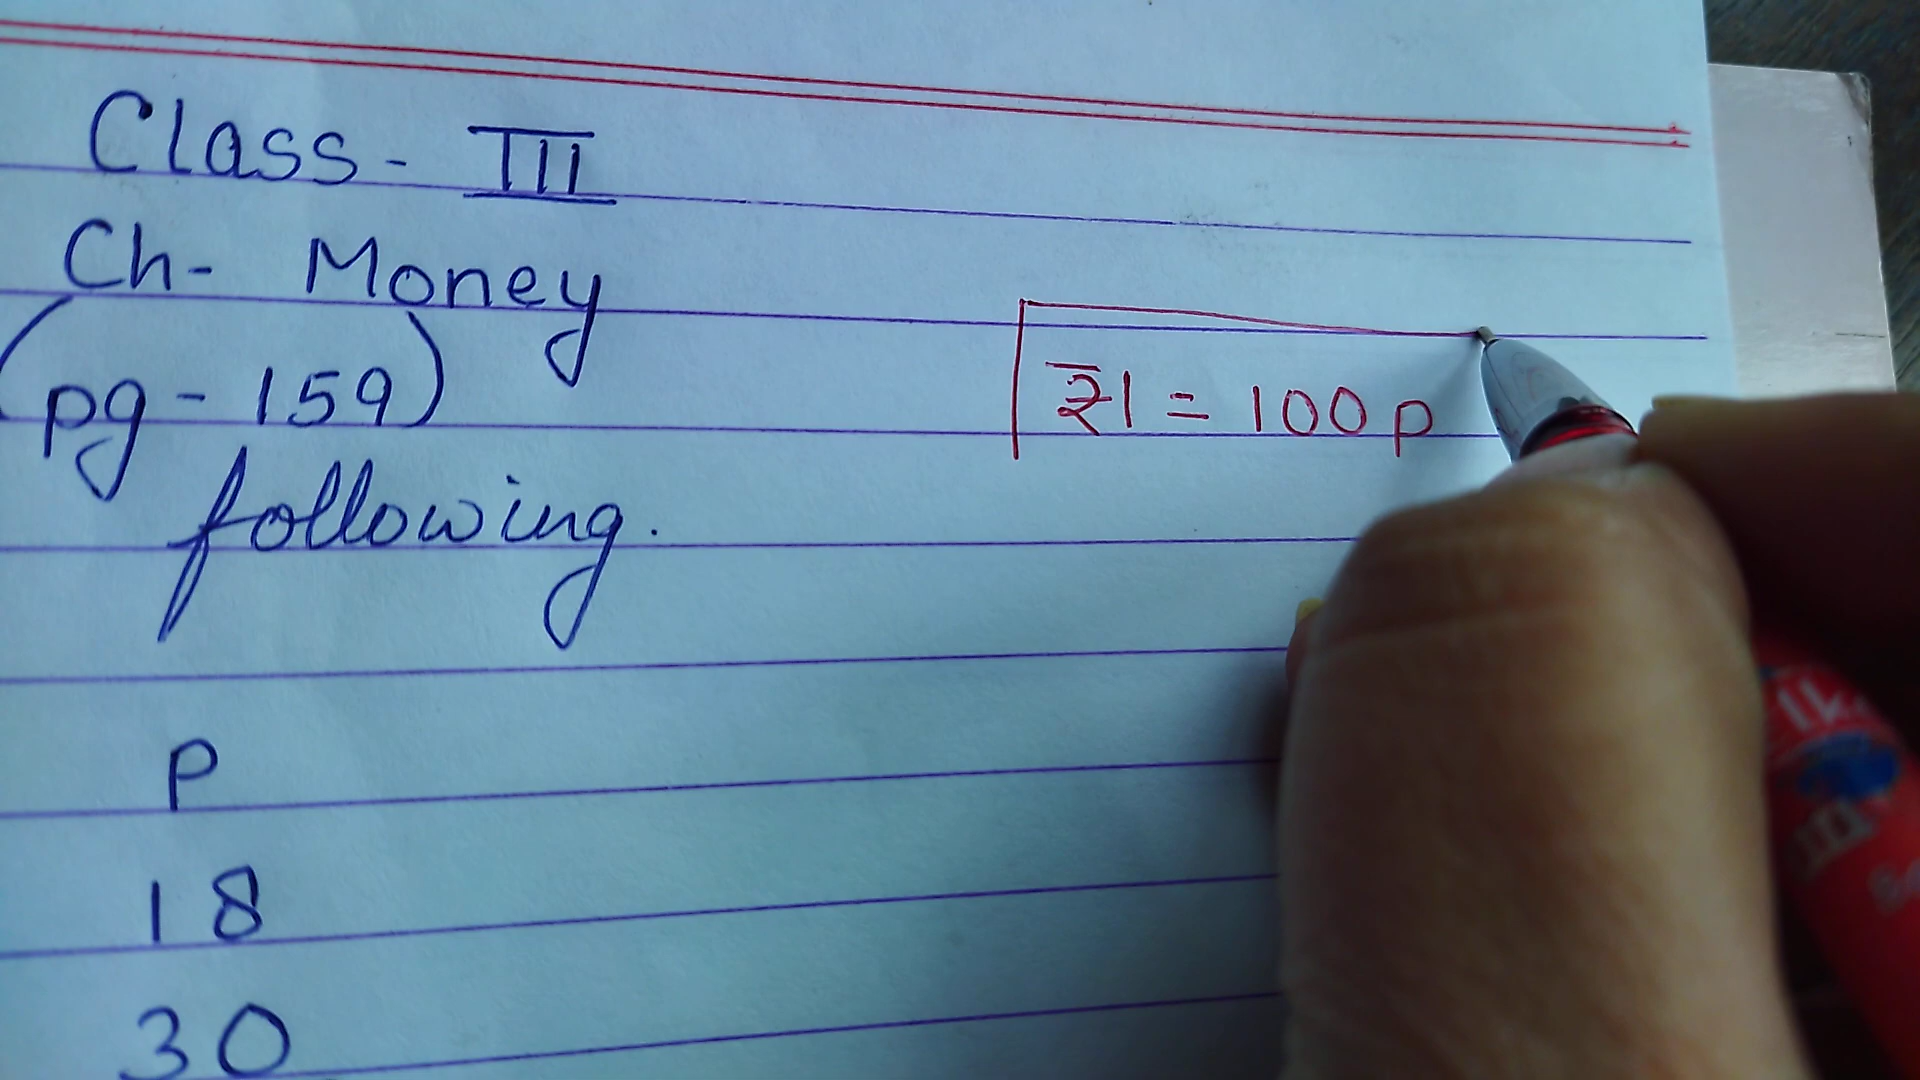 Class - III
Ch - Money
(pg - 159)
₹1 = 100 p
following.
P
18
30